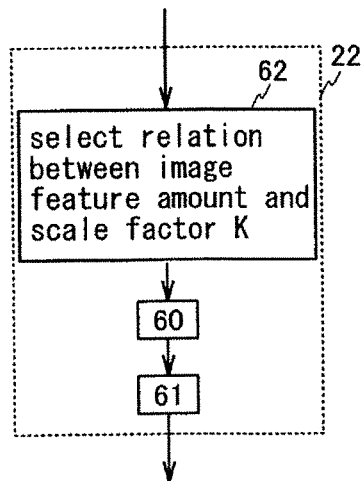 62
22
select relation
between image
feature amount and
scale factor K
60
61